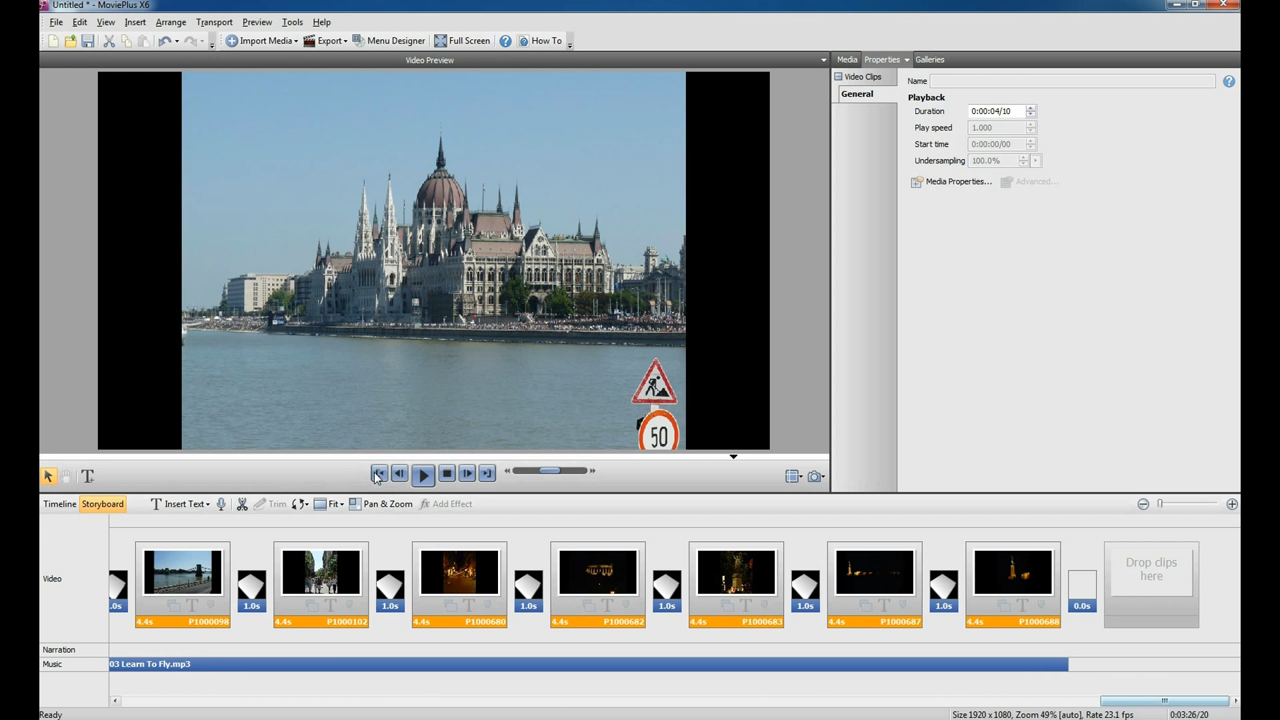 Untitled * - MoviePlus X6
File Edit View Insert Arrange Transport Preview Tools Help
Import Media Export Menu Designer Full Screen How To
Video Preview
Media Properties Galleries
Video Clips
General
Name
Playback
Duration 0:00:04/10
Play speed 1.000
Start time 0:00:00/00
Undersampling 100.0%
Media Properties... Advanced...
50
Timeline Storyboard Insert Text Trim Fit Pan & Zoom Add Effect
Video
1.0s 1.0s 1.0s 1.0s 1.0s 1.0s 1.0s 0.0s
4.4s P1000098 4.4s P1000102 4.4s P1000680 4.4s P1000682 4.4s P1000683 4.4s P1000687 4.4s P1000688
Drop clips
here
Narration
Music 03 Learn To Fly.mp3
Ready Size 1920 x 1080, Zoom 49% [auto], Rate 23.1 fps 0:03:26/20